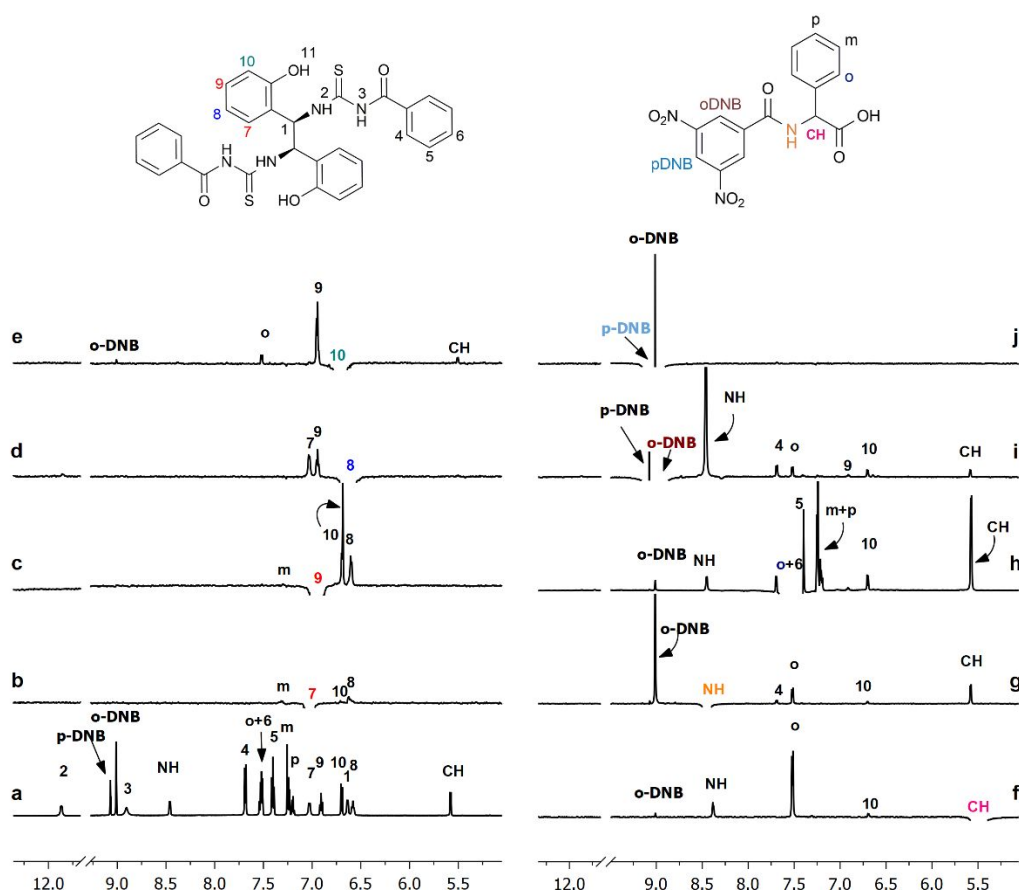 10
OH
11
9
8
7
S
2
NH
NH
3
O
4
5
6
1
NH
HN
O
S
HO
p
m
o
oDNB
O
O₂N
N
H
CH
OH
O
pDNB
NO₂
e
o-DNB
o
9
10
CH
d
7
9
8
c
m
9
10
8
b
m
7
10
8
a
2
p-DNB
o-DNB
3
NH
4
o+6
5
m
p
7
9
10
1
8
CH
12.0 9.0 8.5 8.0 7.5 7.0 6.5 6.0 5.5
o-DNB
p-DNB
j
p-DNB
o-DNB
NH
4
o
9
10
CH
i
o-DNB
NH
o+6
5
m+p
10
CH
h
o-DNB
NH
4
o
10
CH
g
o-DNB
NH
o
10
CH
f
12.0 9.0 8.5 8.0 7.5 7.0 6.5 6.0 5.5